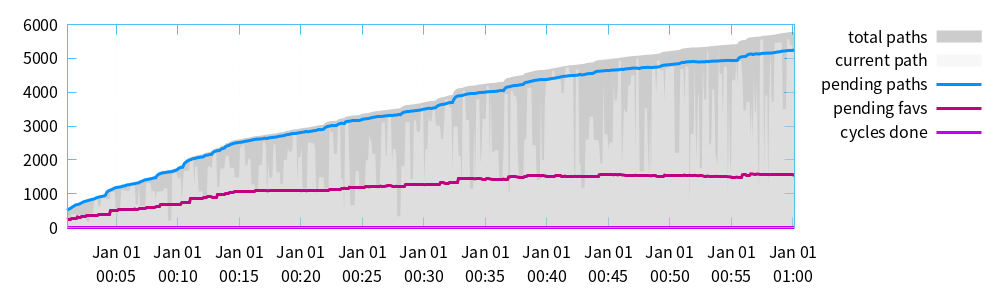 6000
5000
4000
3000
2000
1000
0
Jan 01 Jan 01 Jan 01 Jan 01 Jan 01 Jan 01 Jan 01 Jan 01 Jan 01 Jan 01 Jan 01 Jan 01
00:05 00:10 00:15 00:20 00:25 00:30 00:35 00:40 00:45 00:50 00:55 01:00
total paths
current path
pending paths
pending favs
cycles done